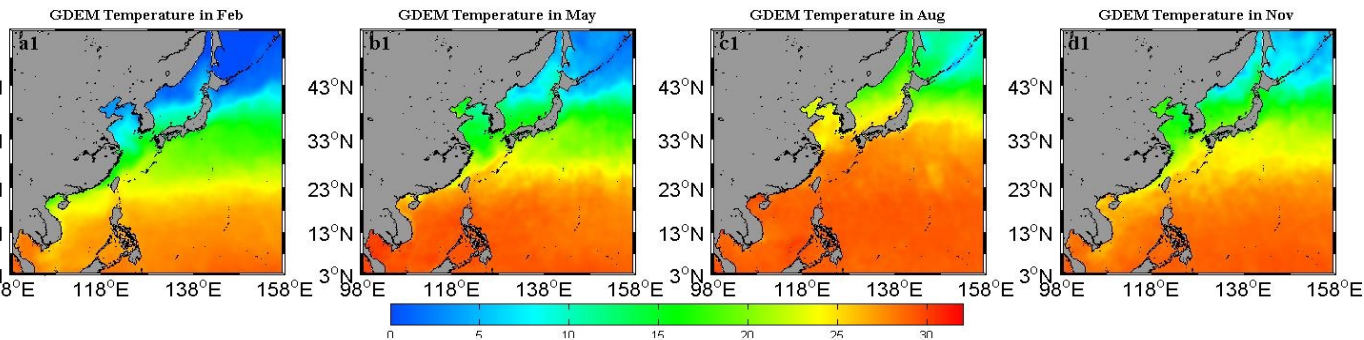 GDEM Temperature in Feb
GDEM Temperature in May
GDEM Temperature in Aug
GDEM Temperature in Nov
a1
b1
c1
d1
43°N
33°N
23°N
13°N
3°N
43°N
33°N
23°N
13°N
3°N
43°N
33°N
23°N
13°N
3°N
8°E 118°E 138°E 158°E
98°E 118°E 138°E 158°E
98°E 118°E 138°E 158°E
98°E 118°E 138°E 158°E
0 5 10 15 20 25 30